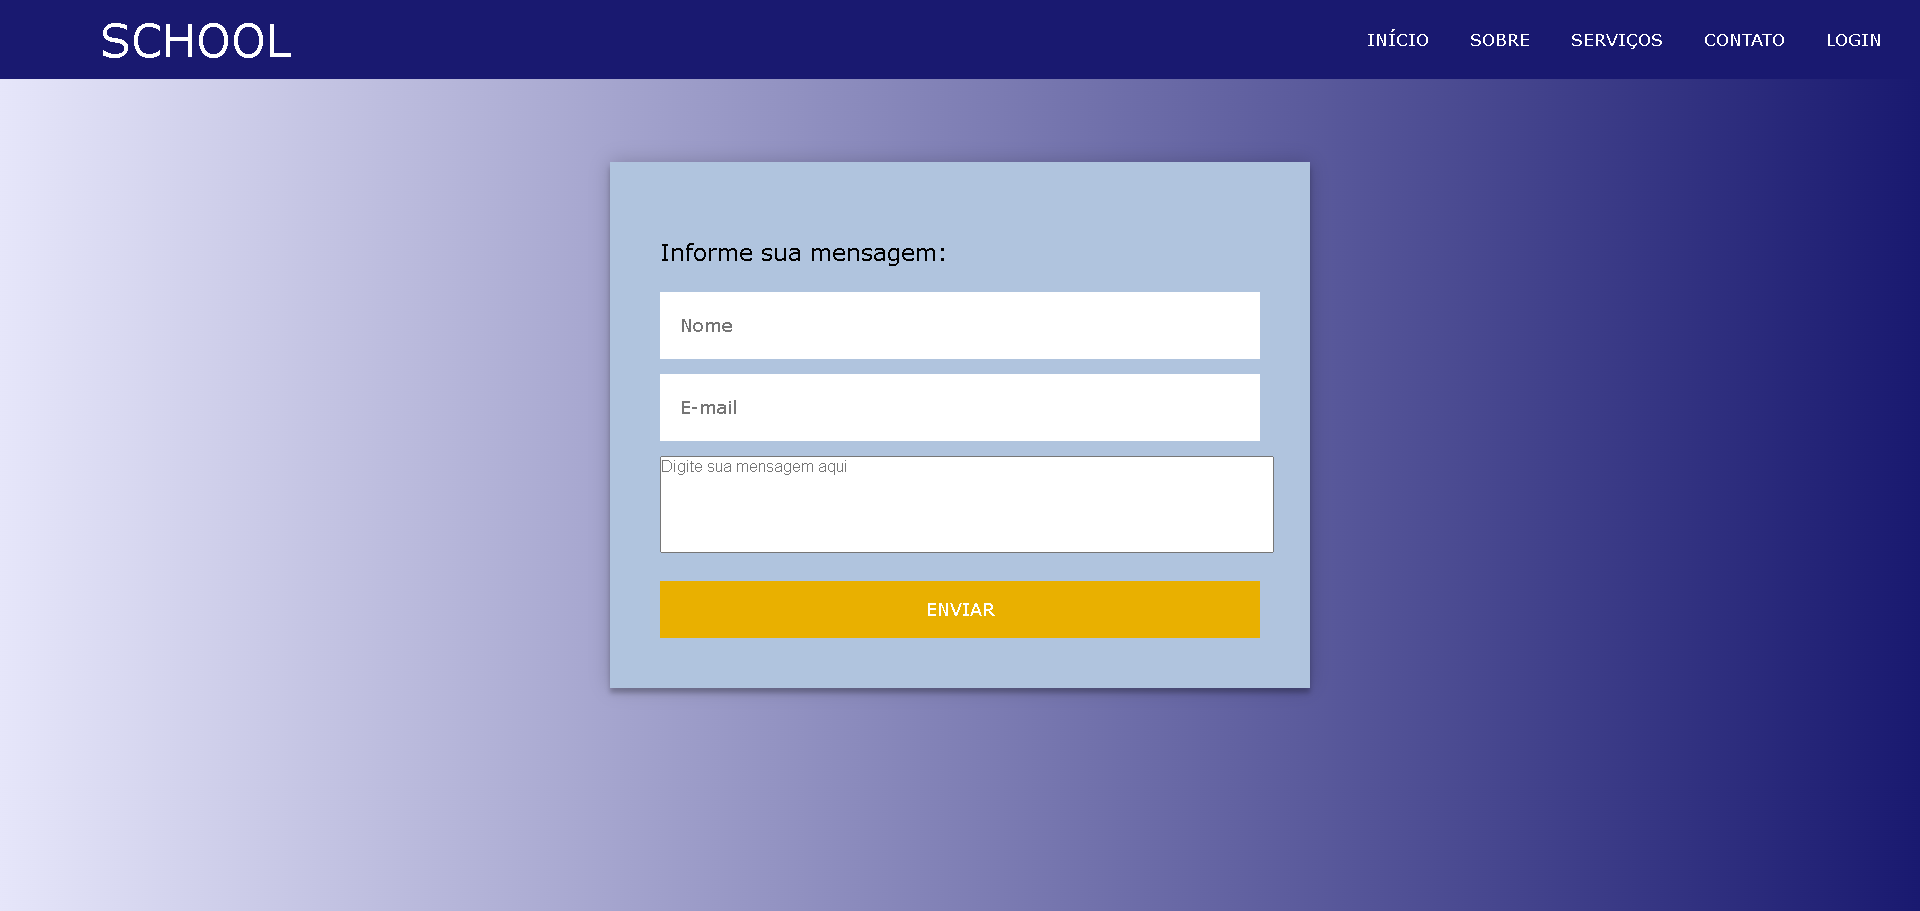 SCHOOL
INÍCIO SOBRE SERVIÇOS CONTATO LOGIN
Informe sua mensagem:
Nome
E-mail
Digite sua mensagem aqui
ENVIAR